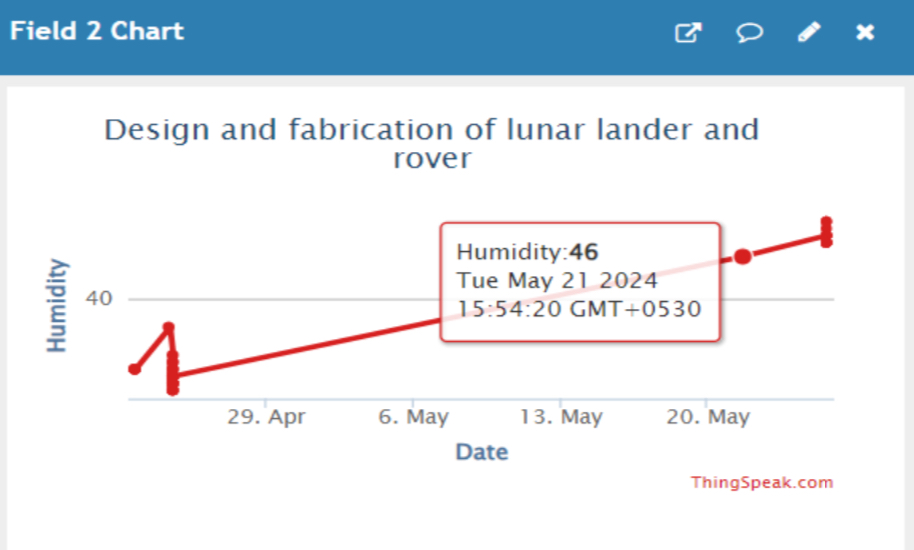 Field 2 Chart
Design and fabrication of lunar lander and
rover
Humidity:46
Tue May 21 2024
15:54:20 GMT+0530
Humidity
40
29. Apr
6. May
13. May
20. May
Date
ThingSpeak.com